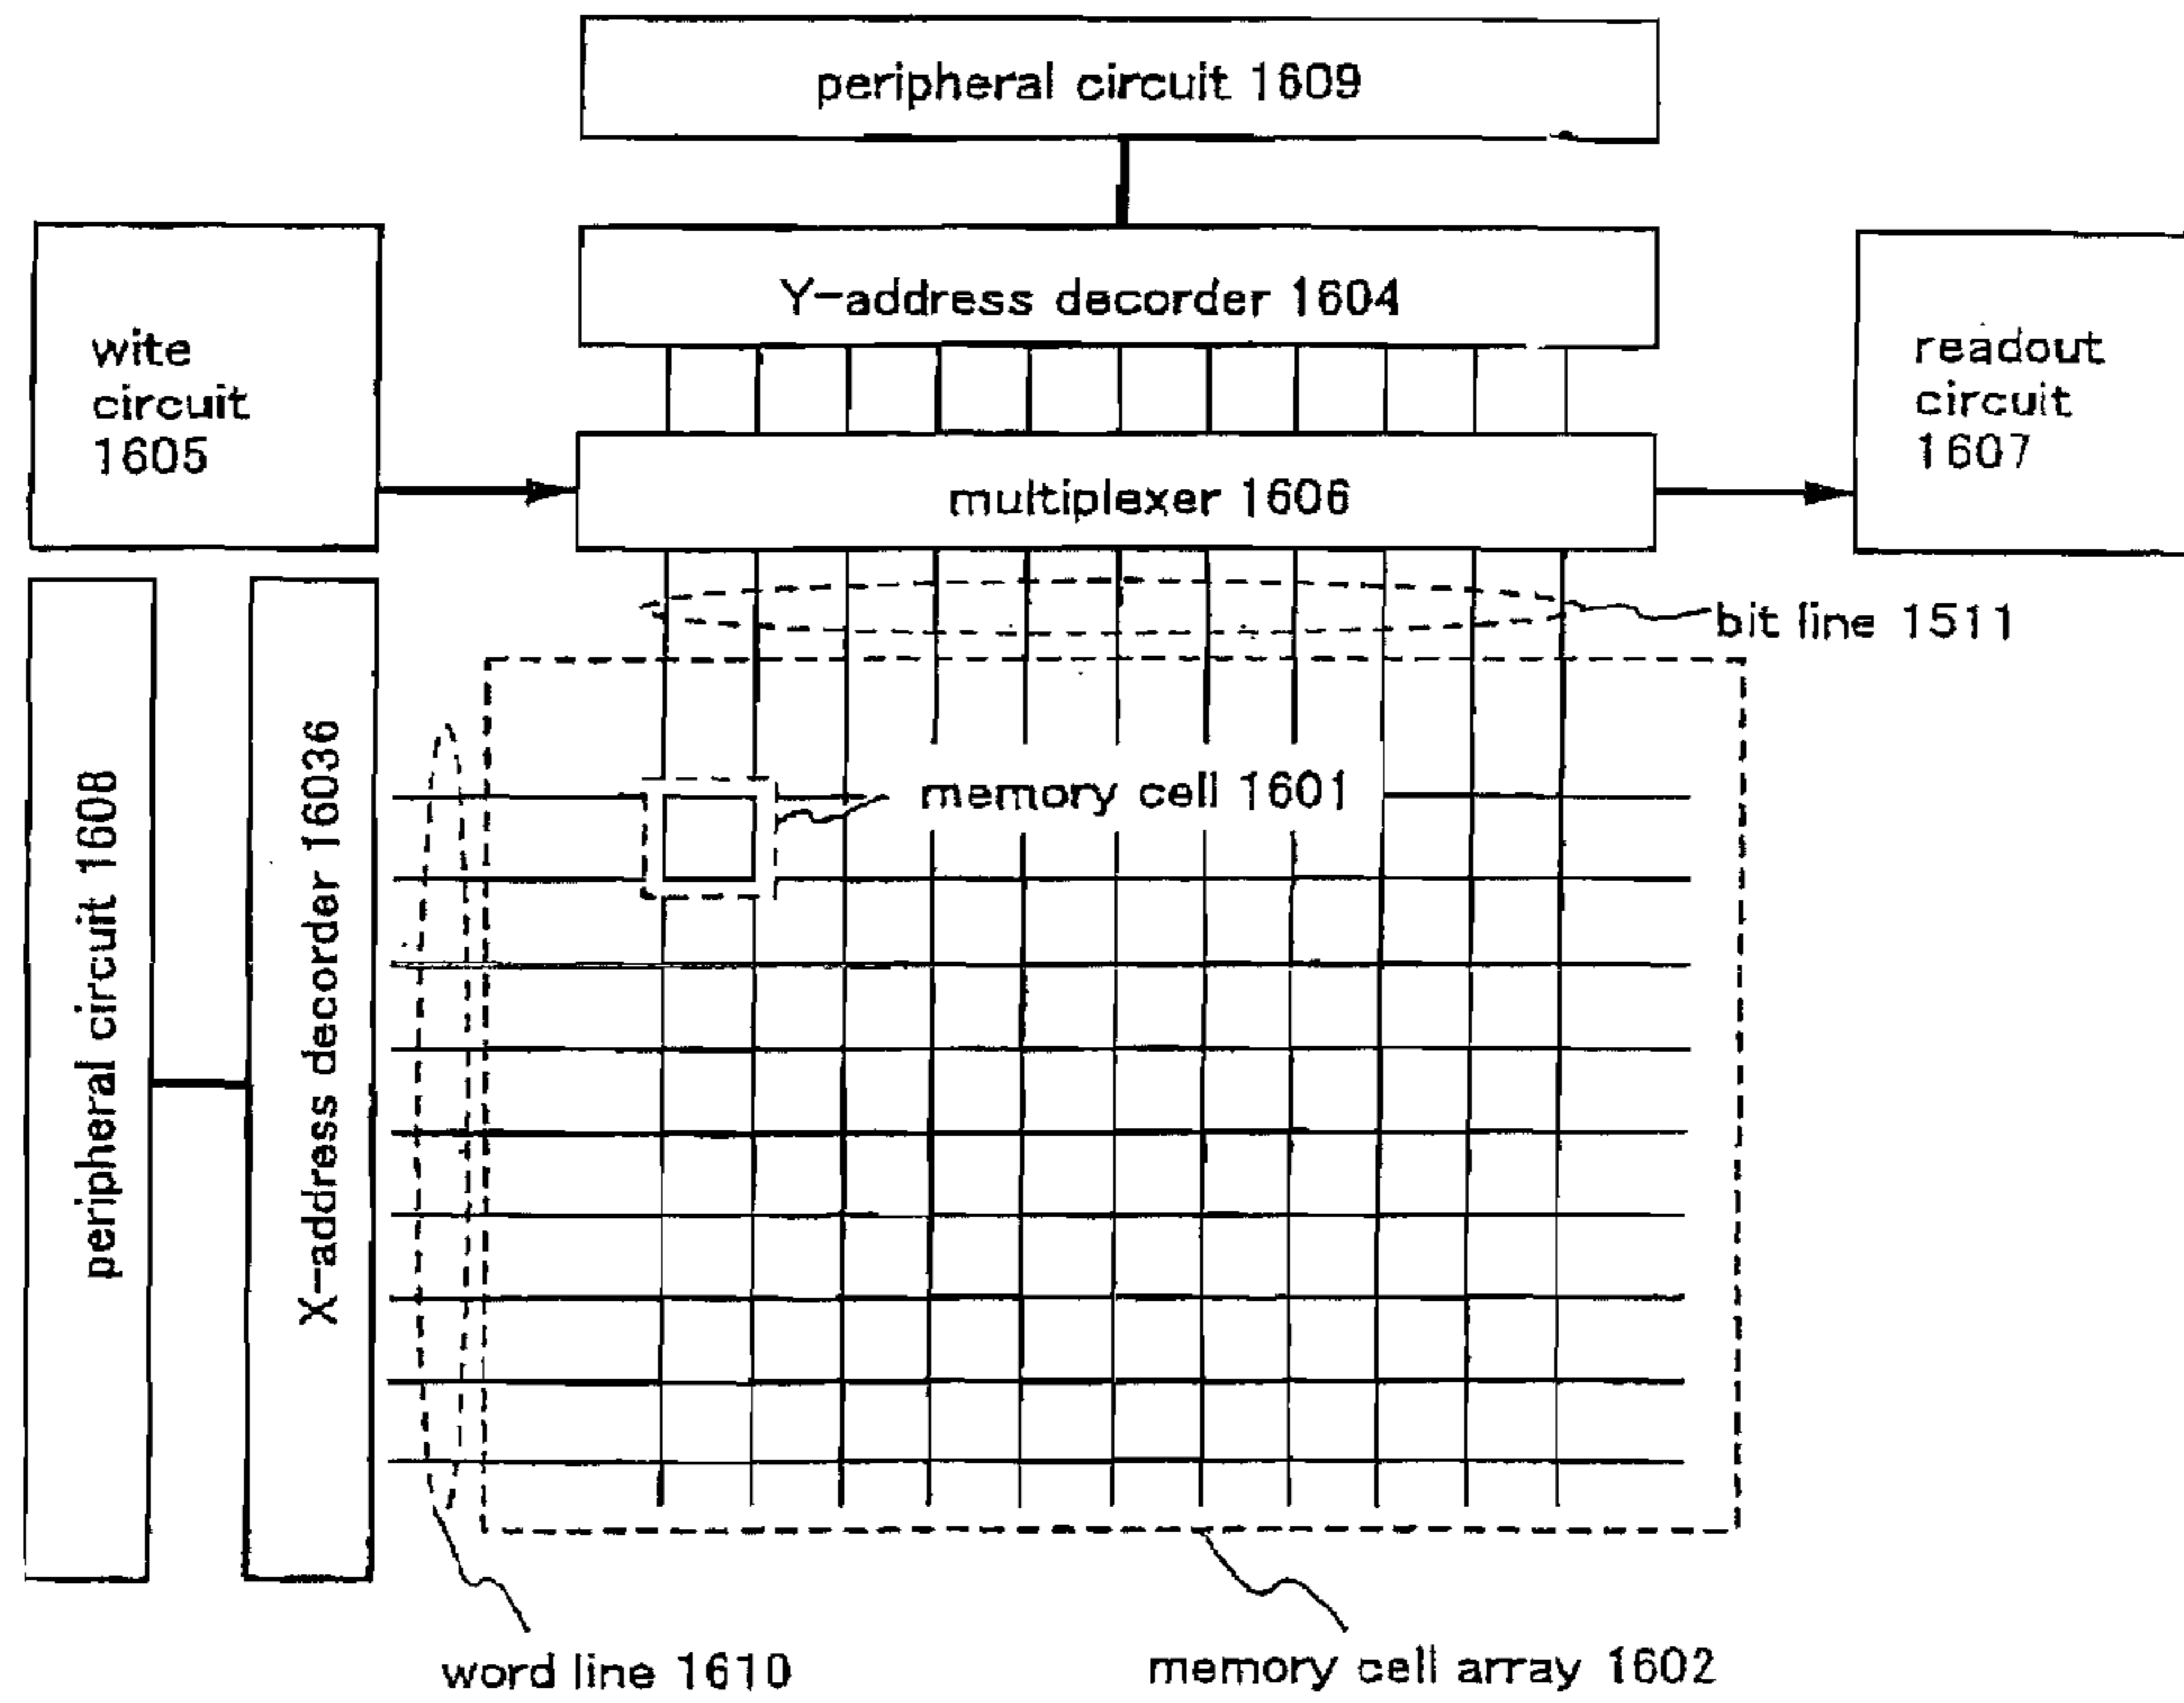 peripheral circuit 1609
Y-address decorder 1604
wite
circuit
1605
multiplexer 1606
readout
circuit
1607
bit line 1511
memory cell 1601
peripheral circuit 1608
X-address decorder 16036
word line 1610
memory cell array 1602